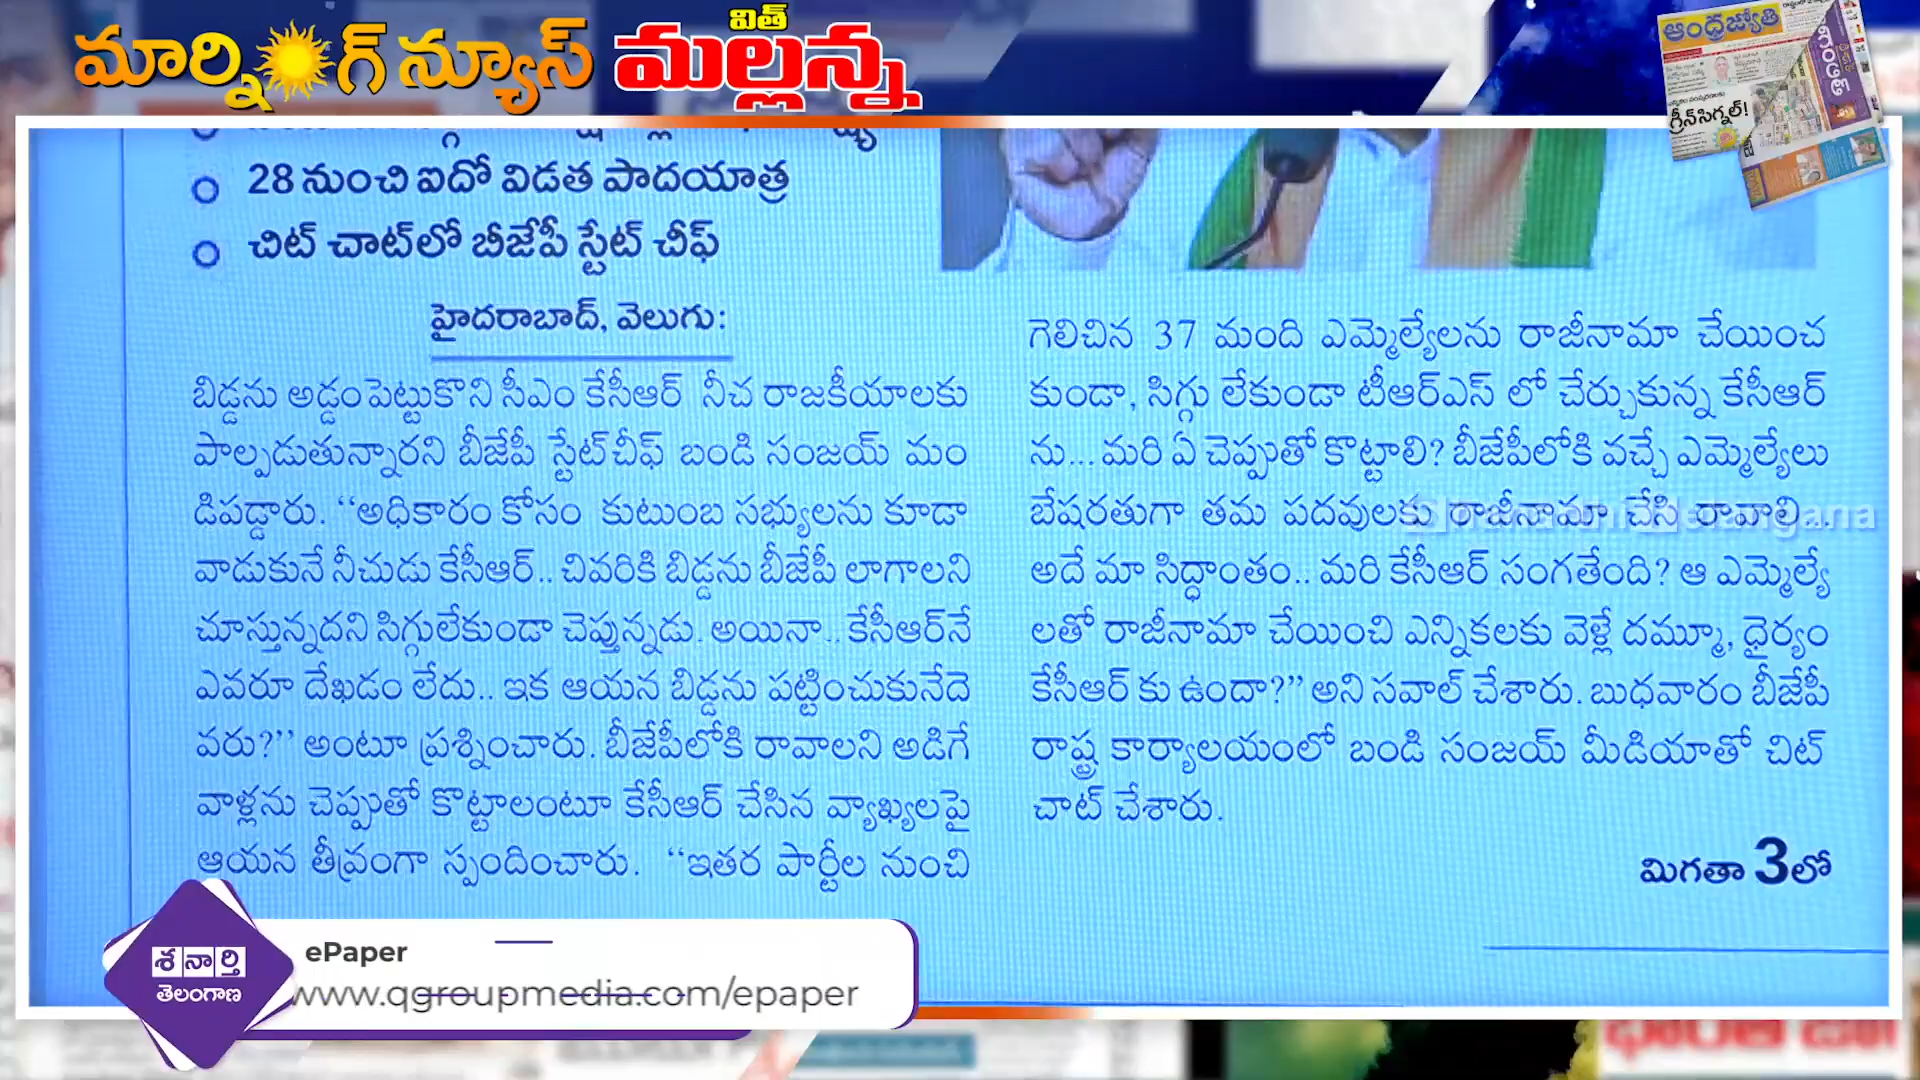 మార్నింగ్ న్యూస్ విత్ మల్లన్న
ఆంధ్రజ్యోతి
గ్రీన్ సిగ్నల్!
28 నుంచి ఐదో విడత పాదయాత్ర
చిట్ చాట్‌లో బీజేపీ స్టేట్ చీఫ్
హైదరాబాద్, వెలుగు:
బిడ్డను అడ్డంపెట్టుకొని సీఎం కేసీఆర్ నీచ రాజకీయాలకు
పాల్పడుతున్నారని బీజేపీ స్టేట్ చీఫ్ బండి సంజయ్ మం
డిపడ్డారు. ‘‘అధికారం కోసం కుటుంబ సభ్యులను కూడా
వాడుకునే నీచుడు కేసీఆర్.. చివరికి బిడ్డను బీజేపీ లాగాలని
చూస్తున్నదని సిగ్గులేకుండా చెప్తున్నడు. అయినా.. కేసీఆర్‌నే
ఎవరూ దేఖడం లేదు.. ఇక ఆయన బిడ్డను పట్టించుకునేదె
వరు?’’ అంటూ ప్రశ్నించారు. బీజేపీలోకి రావాలని అడిగే
వాళ్లను చెప్పుతో కొట్టాలంటూ కేసీఆర్ చేసిన వ్యాఖ్యలపై
ఆయన తీవ్రంగా స్పందించారు. ‘‘ఇతర పార్టీల నుంచి
గెలిచిన 37 మంది ఎమ్మెల్యేలను రాజీనామా చేయించ
కుండా, సిగ్గు లేకుండా టీఆర్ఎస్ లో చేర్చుకున్న కేసీఆర్
ను... మరి ఏ చెప్పుతో కొట్టాలి? బీజేపీలోకి వచ్చే ఎమ్మెల్యేలు
బేషరతుగా తమ పదవులకు రాజీనామా చేసి రావాలి...
అదే మా సిద్ధాంతం.. మరి కేసీఆర్ సంగతేంది? ఆ ఎమ్మెల్యే
లతో రాజీనామా చేయించి ఎన్నికలకు వెళ్లే దమ్మూ, ధైర్యం
కేసీఆర్ కు ఉందా?’’ అని సవాల్ చేశారు. బుధవారం బీజేపీ
రాష్ట్ర కార్యాలయంలో బండి సంజయ్ మీడియాతో చిట్
చాట్ చేశారు.
మిగతా 3లో
శనార్తి
తెలంగాణ
ePaper
www.qgroupmedia.com/epaper